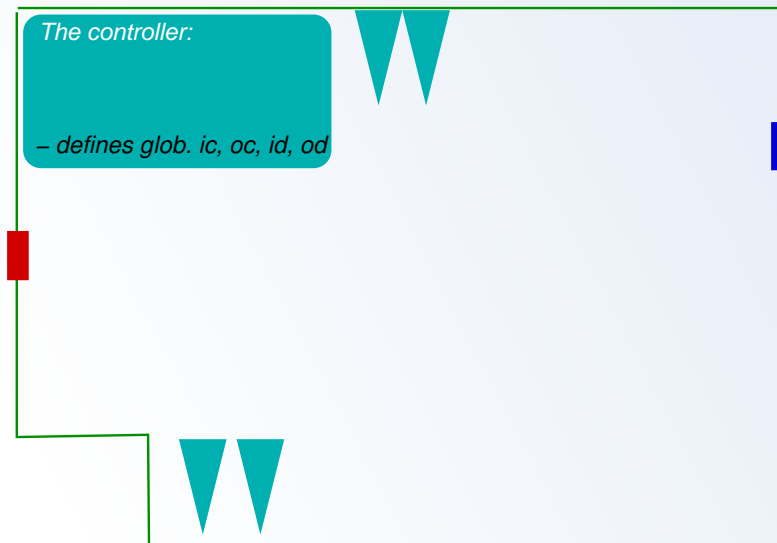 The controller:
– defines glob. ic, oc, id, od